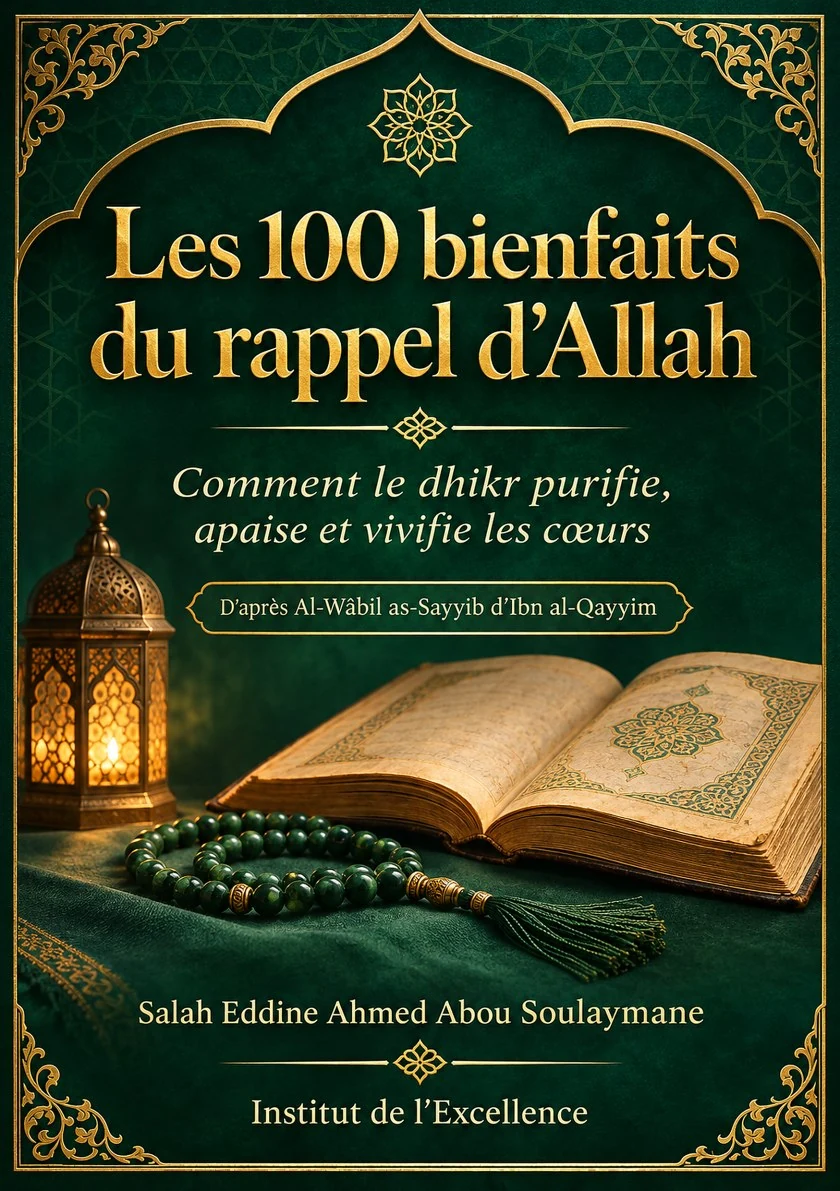 Les 100 bienfaits
du rappel d’Allah
Comment le dhikr purifie,
apaise et vivifie les cœurs
D’après Al-Wâbil as-Sayyib d’Ibn al-Qayyim
Salah Eddine Ahmed Abou Soulaymane
Institut de l’Excellence